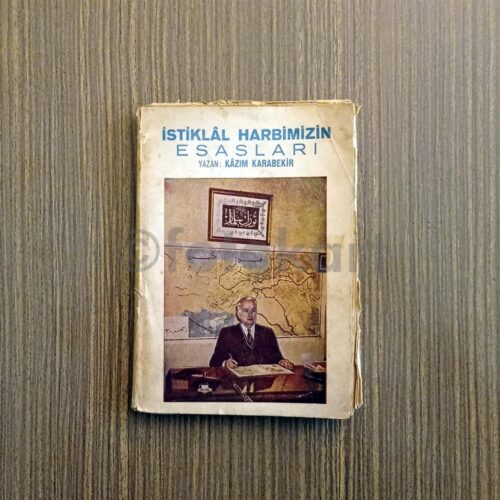 İSTİKLÂL HARBİMİZİN
ESASLARI
YAZAN: KÂZIM KARABEKİR